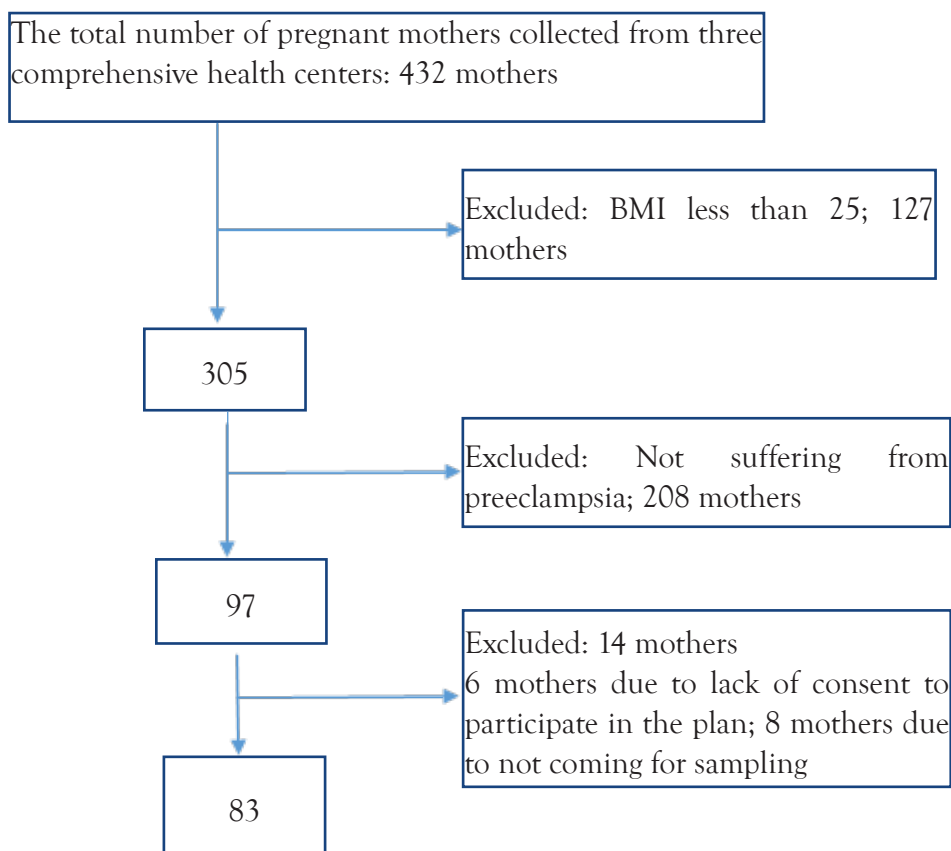 The total number of pregnant mothers collected from three
comprehensive health centers: 432 mothers
Excluded: BMI less than 25; 127
mothers
305
Excluded: Not suffering from
preeclampsia; 208 mothers
97
Excluded: 14 mothers
6 mothers due to lack of consent to
participate in the plan; 8 mothers due
to not coming for sampling
83